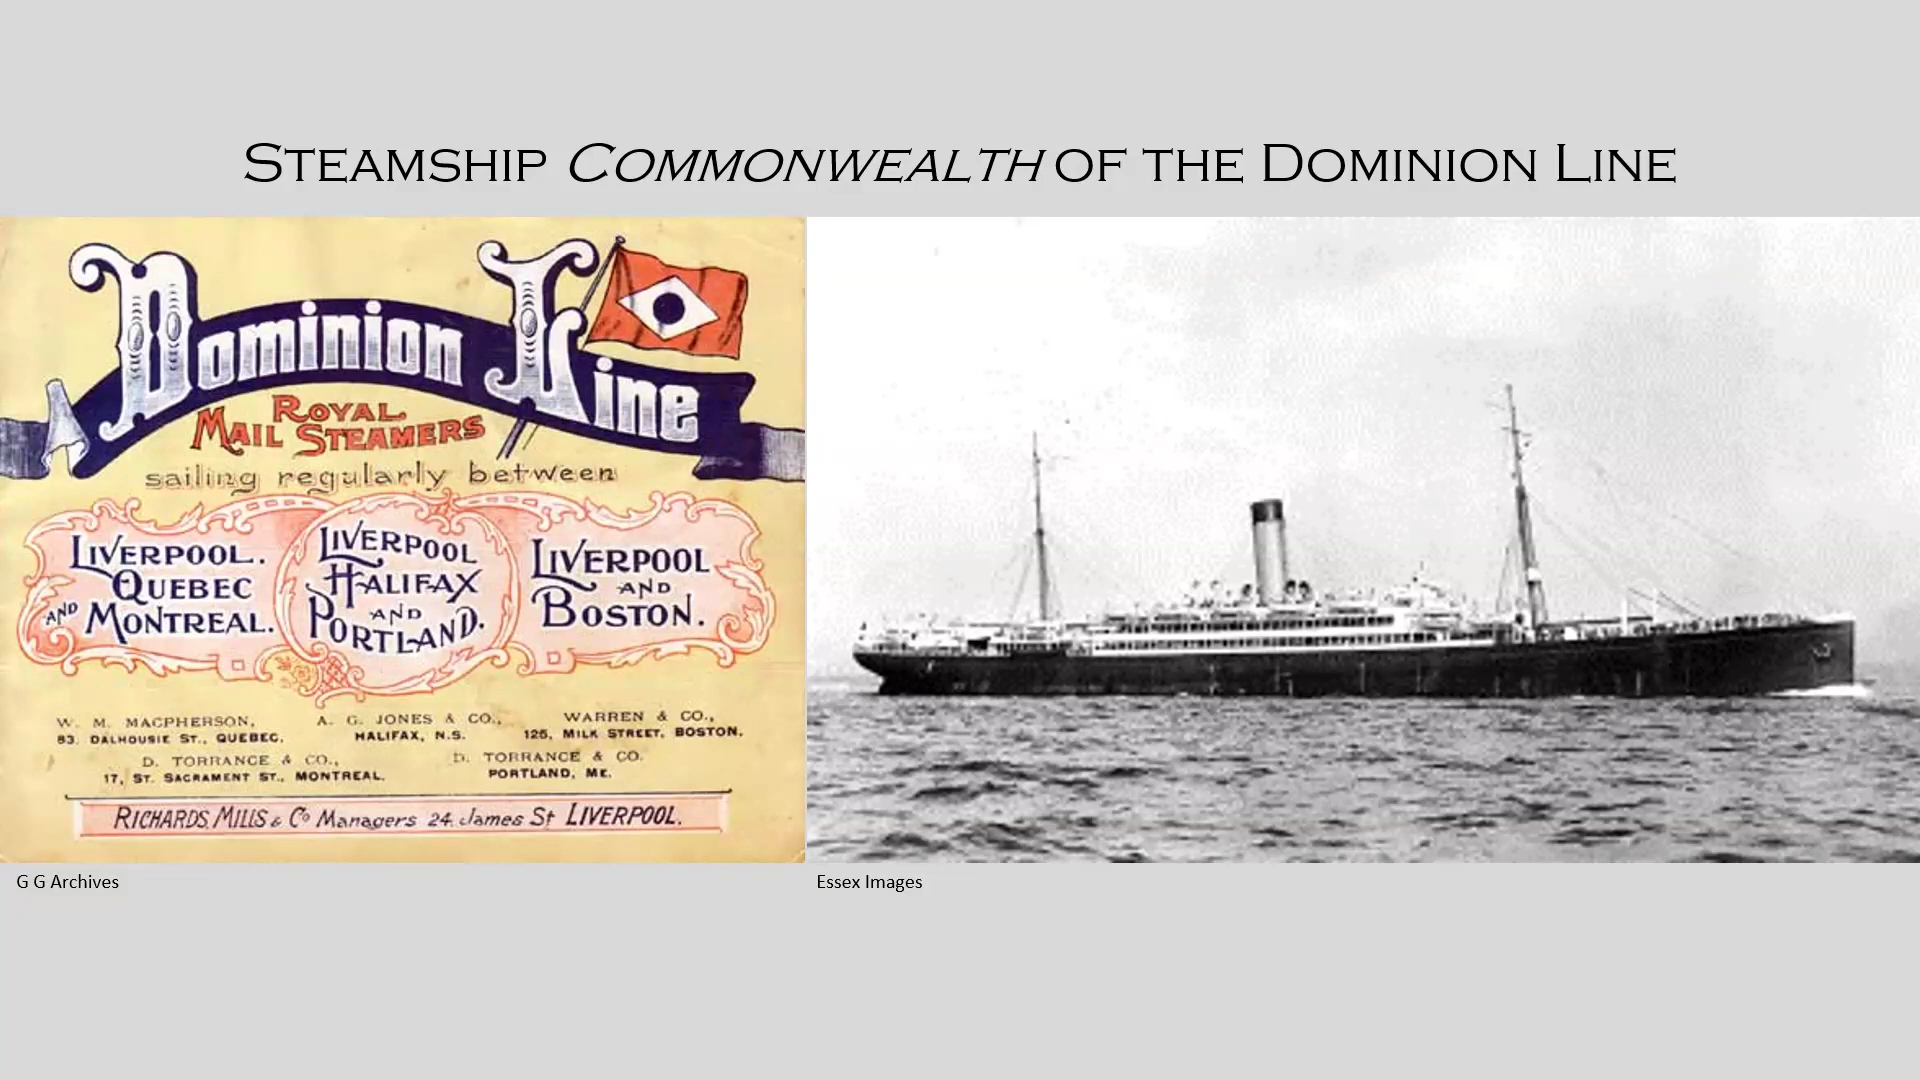 STEAMSHIP COMMONWEALTH OF THE DOMINION LINE
Dominion Line
ROYAL
MAIL STEAMERS
sailing regularly between
LIVERPOOL.
QUEBEC
AND MONTREAL.
LIVERPOOL
HALIFAX
AND
PORTLAND.
LIVERPOOL
AND
BOSTON.
W. M. MACPHERSON,
83. DALHOUSIE ST., QUEBEC.
A. G. JONES & CO.,
HALIFAX, N.S.
WARREN & CO.,
125, MILK STREET, BOSTON.
D. TORRANCE & CO.,
17, ST. SACRAMENT ST., MONTREAL.
D. TORRANCE & CO.
PORTLAND, ME.
RICHARDS, MILLS & Co Managers 24. James St LIVERPOOL.
G G Archives
Essex Images